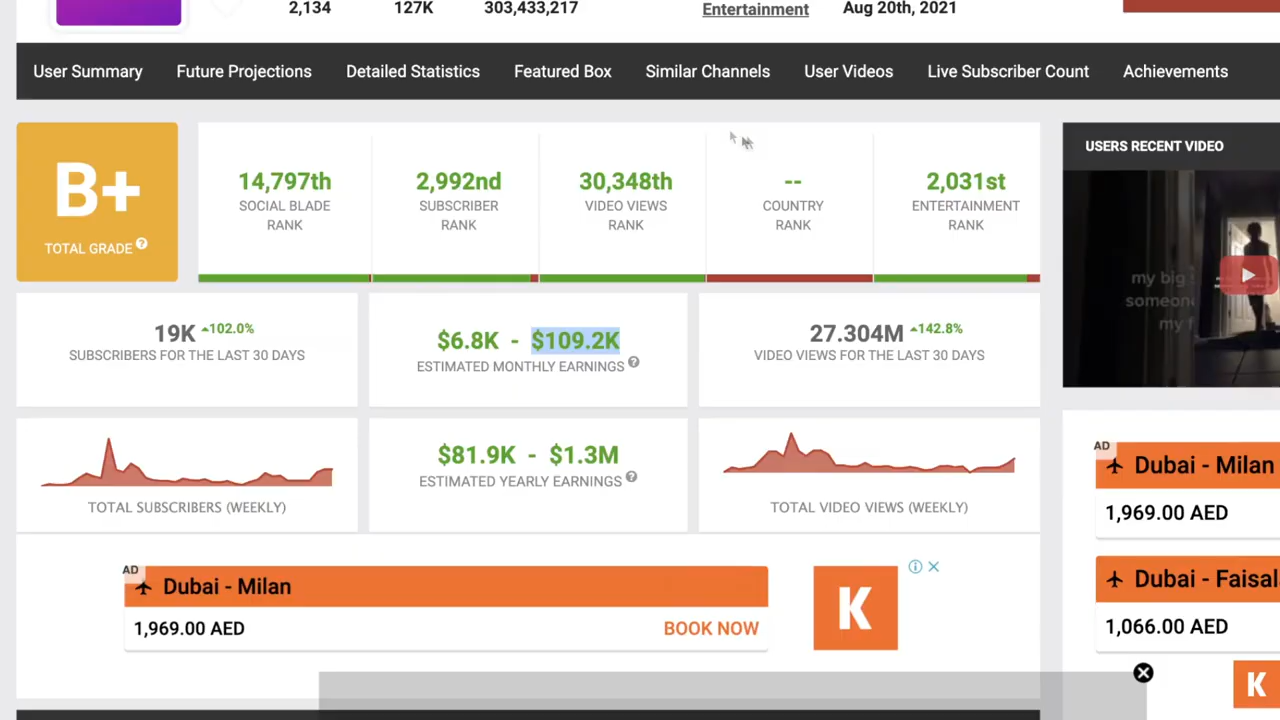 2,134 127K 303,433,217 Entertainment Aug 20th, 2021
User Summary Future Projections Detailed Statistics Featured Box Similar Channels User Videos Live Subscriber Count Achievements
B+
TOTAL GRADE ?
14,797th
SOCIAL BLADE
RANK
2,992nd
SUBSCRIBER
RANK
30,348th
VIDEO VIEWS
RANK
--
COUNTRY
RANK
2,031st
ENTERTAINMENT
RANK
USERS RECENT VIDEO
my big
someone
my f
19K 102.0%
SUBSCRIBERS FOR THE LAST 30 DAYS
$6.8K - $109.2K
ESTIMATED MONTHLY EARNINGS ?
27.304M 142.8%
VIDEO VIEWS FOR THE LAST 30 DAYS
TOTAL SUBSCRIBERS (WEEKLY)
$81.9K - $1.3M
ESTIMATED YEARLY EARNINGS ?
TOTAL VIDEO VIEWS (WEEKLY)
AD
Dubai - Milan
1,969.00 AED
Dubai - Faisal
1,066.00 AED
K
AD
Dubai - Milan
1,969.00 AED BOOK NOW
K